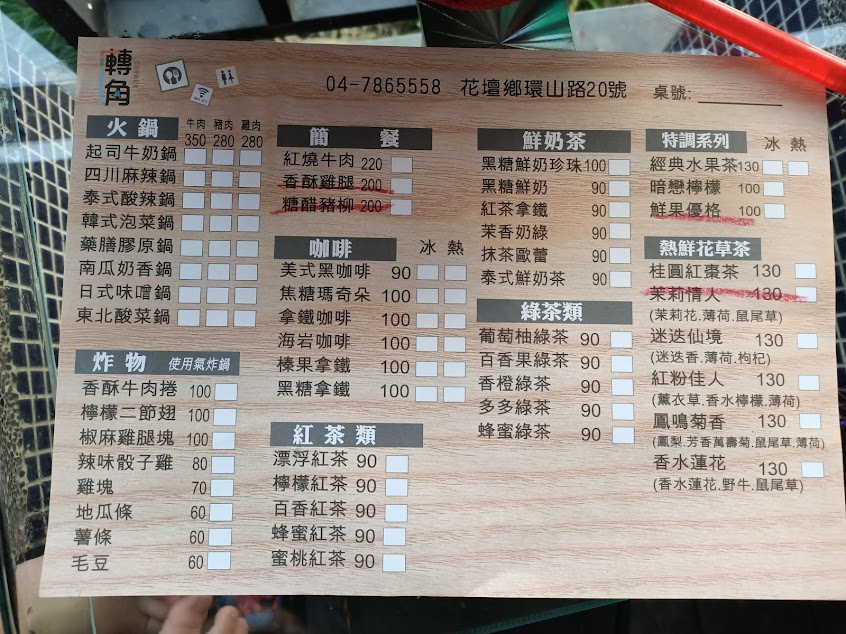 轉角
04-7865558 花壇鄉環山路20號 桌號:
火鍋 牛肉 350 豬肉 280 雞肉 280
起司牛奶鍋
四川麻辣鍋
泰式酸辣鍋
韓式泡菜鍋
藥膳膠原鍋
南瓜奶香鍋
日式味噌鍋
東北酸菜鍋
炸物 使用氣炸鍋
香酥牛肉捲 100
檸檬二節翅 100
椒麻雞腿塊 100
辣味骰子雞 80
雞塊 70
地瓜條 60
薯條 60
毛豆 60
簡餐
紅燒牛肉 220
香酥雞腿 200
糖醋豬柳 200
咖啡 冰 熱
美式黑咖啡 90
焦糖瑪奇朵 100
拿鐵咖啡 100
海岩咖啡 100
榛果拿鐵 100
黑糖拿鐵 100
紅茶類
漂浮紅茶 90
檸檬紅茶 90
百香紅茶 90
蜂蜜紅茶 90
蜜桃紅茶 90
鮮奶茶
黑糖鮮奶珍珠 100
黑糖鮮奶 90
紅茶拿鐵 90
茉香奶綠 90
抹茶歐蕾 90
泰式鮮奶茶 90
綠茶類
葡萄柚綠茶 90
百香果綠茶 90
香橙綠茶 90
多多綠茶 90
蜂蜜綠茶 90
特調系列 冰 熱
經典水果茶 130
暗戀檸檬 100
鮮果優格 100
熱鮮花草茶
桂圓紅棗茶 130
茉莉情人 130
(茉莉花.薄荷.鼠尾草)
迷迭仙境 130
(迷迭香.薄荷.枸杞)
紅粉佳人 130
(薰衣草.香水檸檬.薄荷)
鳳鳴菊香 130
(鳳梨.芳香萬壽菊.鼠尾草.薄荷)
香水蓮花 130
(香水蓮花.野牛.鼠尾草)